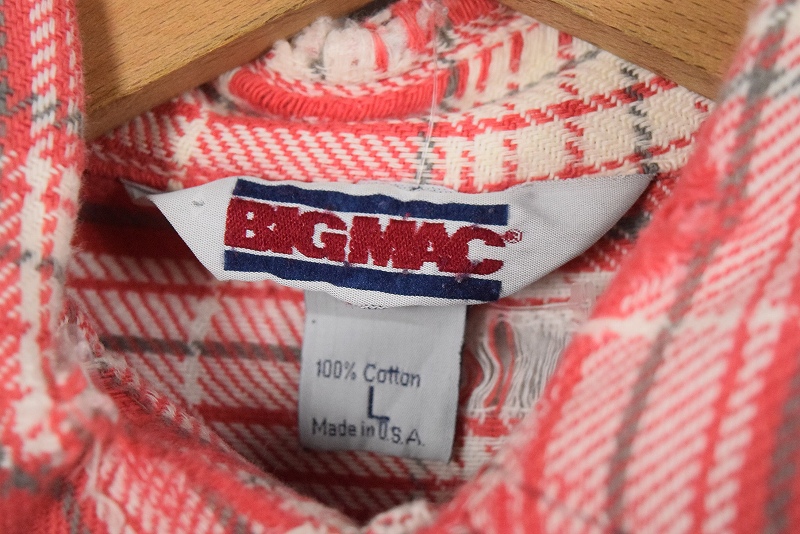 BIG MAC®
100% Cotton
L
Made in U.S.A.